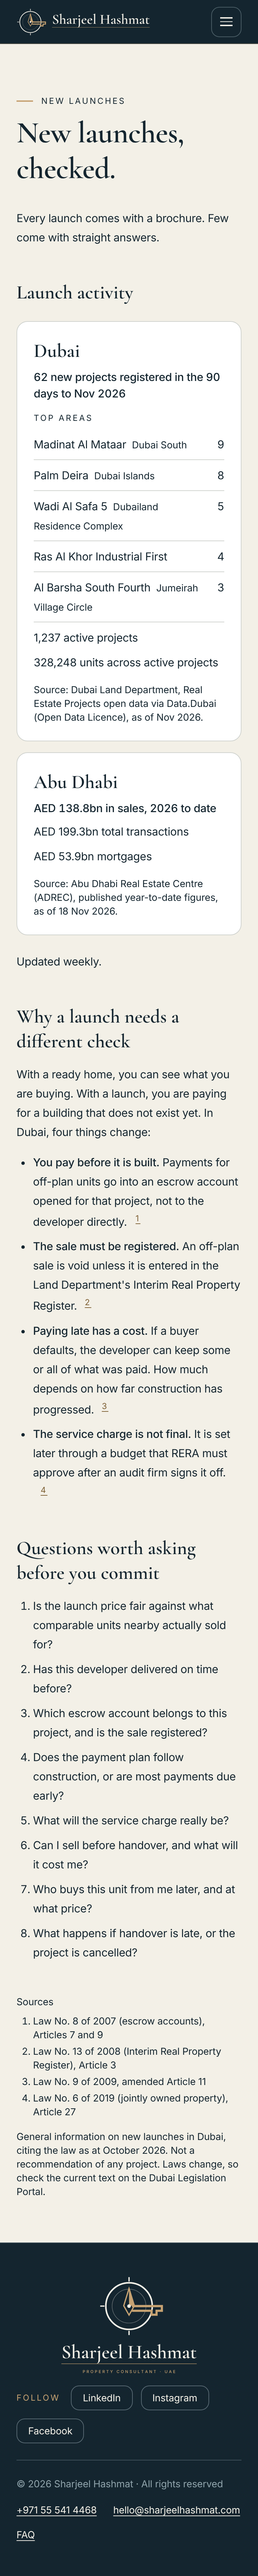 Sharjeel Hashmat
NEW LAUNCHES
New launches,
checked.
Every launch comes with a brochure. Few
come with straight answers.
Launch activity
Dubai
62 new projects registered in the 90
days to Nov 2026
TOP AREAS
Madinat Al Mataar Dubai South 9
Palm Deira Dubai Islands 8
Wadi Al Safa 5 Dubailand 5
Residence Complex
Ras Al Khor Industrial First 4
Al Barsha South Fourth Jumeirah 3
Village Circle
1,237 active projects
328,248 units across active projects
Source: Dubai Land Department, Real
Estate Projects open data via Data.Dubai
(Open Data Licence), as of Nov 2026.
Abu Dhabi
AED 138.8bn in sales, 2026 to date
AED 199.3bn total transactions
AED 53.9bn mortgages
Source: Abu Dhabi Real Estate Centre
(ADREC), published year-to-date figures,
as of 18 Nov 2026.
Updated weekly.
Why a launch needs a
different check
With a ready home, you can see what you
are buying. With a launch, you are paying
for a building that does not exist yet. In
Dubai, four things change:
• You pay before it is built. Payments for
off-plan units go into an escrow account
opened for that project, not to the
developer directly. 1
• The sale must be registered. An off-plan
sale is void unless it is entered in the
Land Department's Interim Real Property
Register. 2
• Paying late has a cost. If a buyer
defaults, the developer can keep some
or all of what was paid. How much
depends on how far construction has
progressed. 3
• The service charge is not final. It is set
later through a budget that RERA must
approve after an audit firm signs it off.
4
Questions worth asking
before you commit
1. Is the launch price fair against what
comparable units nearby actually sold
for?
2. Has this developer delivered on time
before?
3. Which escrow account belongs to this
project, and is the sale registered?
4. Does the payment plan follow
construction, or are most payments due
early?
5. What will the service charge really be?
6. Can I sell before handover, and what will
it cost me?
7. Who buys this unit from me later, and at
what price?
8. What happens if handover is late, or the
project is cancelled?
Sources
1. Law No. 8 of 2007 (escrow accounts),
Articles 7 and 9
2. Law No. 13 of 2008 (Interim Real Property
Register), Article 3
3. Law No. 9 of 2009, amended Article 11
4. Law No. 6 of 2019 (jointly owned property),
Article 27
General information on new launches in Dubai,
citing the law as at October 2026. Not a
recommendation of any project. Laws change, so
check the current text on the Dubai Legislation
Portal.
Sharjeel Hashmat
PROPERTY CONSULTANT · UAE
FOLLOW LinkedIn Instagram
Facebook
© 2026 Sharjeel Hashmat · All rights reserved
+971 55 541 4468 hello@sharjeelhashmat.com
FAQ